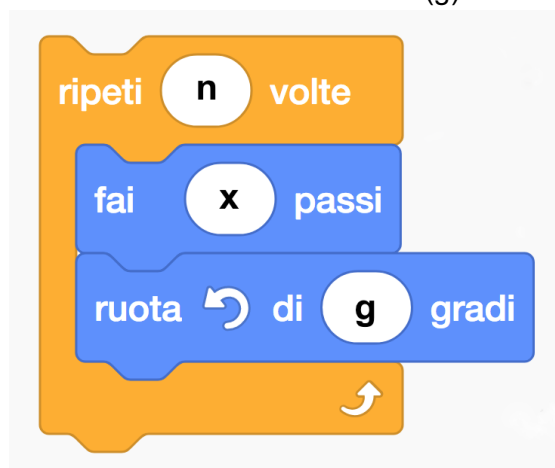 (g)
ripeti n volte
fai x passi
ruota di g gradi